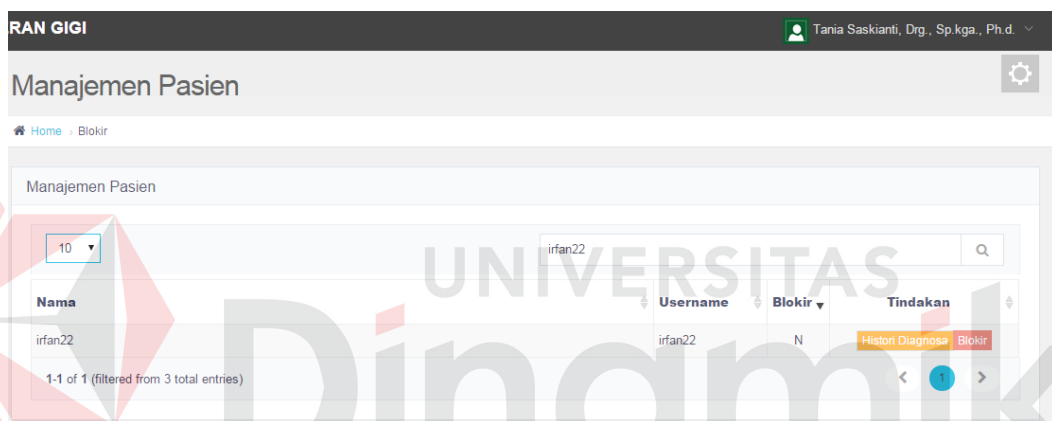 RAN GIGI
Tania Saskianti, Drg., Sp.kga., Ph.d.
Manajemen Pasien
Home › Blokir
Manajemen Pasien
10
irfan22
UNIVERSITAS
Dinamik
Nama Username Blokir Tindakan
irfan22 irfan22 N Histori Diagnosa Blokir
1-1 of 1 (filtered from 3 total entries)
1